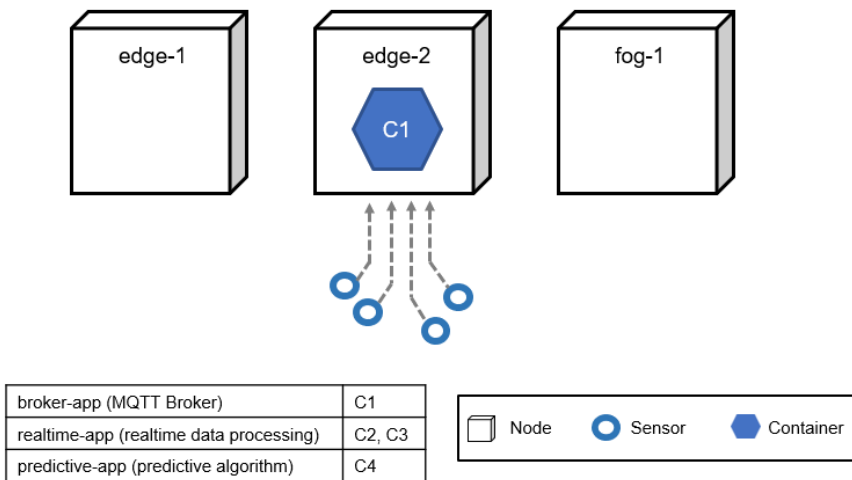 edge-1
edge-2
fog-1
C1
broker-app (MQTT Broker) C1
realtime-app (realtime data processing) C2, C3
predictive-app (predictive algorithm) C4
Node Sensor Container